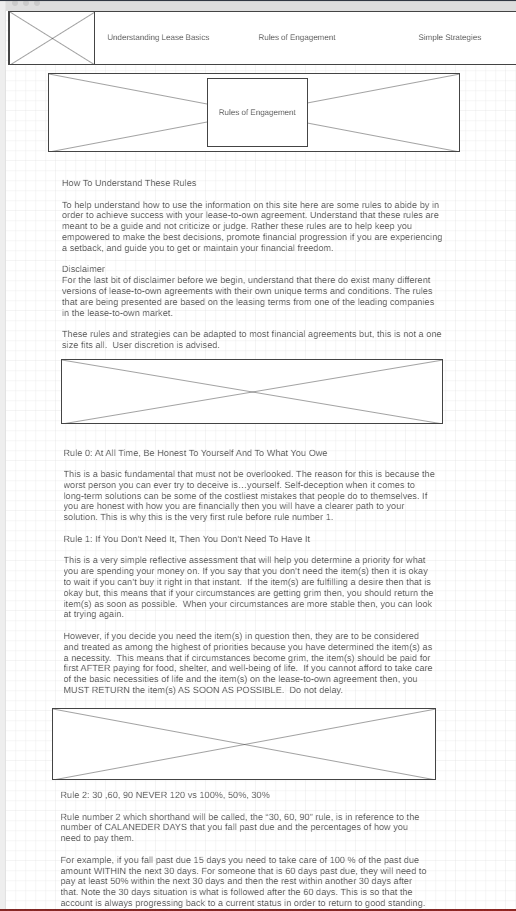 Understanding Lease Basics
Rules of Engagement
Simple Strategies
Rules of Engagement
How To Understand These Rules
To help understand how to use the information on this site here are some rules to abide by in
order to achieve success with your lease-to-own agreement. Understand that these rules are
meant to be a guide and not criticize or judge. Rather these rules are to help keep you
empowered to make the best decisions, promote financial progression if you are experiencing
a setback, and guide you to get or maintain your financial freedom.
Disclaimer
For the last bit of disclaimer before we begin, understand that there do exist many different
versions of lease-to-own agreements with their own unique terms and conditions. The rules
that are being presented are based on the leasing terms from one of the leading companies
in the lease-to-own market.
These rules and strategies can be adapted to most financial agreements but, this is not a one
size fits all.  User discretion is advised.
Rule 0: At All Time, Be Honest To Yourself And To What You Owe
This is a basic fundamental that must not be overlooked. The reason for this is because the
worst person you can ever try to deceive is…yourself. Self-deception when it comes to
long-term solutions can be some of the costliest mistakes that people do to themselves. If
you are honest with how you are financially then you will have a clearer path to your
solution. This is why this is the very first rule before rule number 1.
Rule 1: If You Don't Need It, Then You Don't Need To Have It
This is a very simple reflective assessment that will help you determine a priority for what
you are spending your money on. If you say that you don't need the item(s) then it is okay
to wait if you can't buy it right in that instant.  If the item(s) are fulfilling a desire then that is
okay but, this means that if your circumstances are getting grim then, you should return the
item(s) as soon as possible.  When your circumstances are more stable then, you can look
at trying again.
However, if you decide you need the item(s) in question then, they are to be considered
and treated as among the highest of priorities because you have determined the item(s) as
a necessity.  This means that if circumstances become grim, the item(s) should be paid for
first AFTER paying for food, shelter, and well-being of life.  If you cannot afford to take care
of the basic necessities of life and the item(s) on the lease-to-own agreement then, you
MUST RETURN the item(s) AS SOON AS POSSIBLE.  Do not delay.
Rule 2: 30 ,60, 90 NEVER 120 vs 100%, 50%, 30%
Rule number 2 which shorthand will be called, the “30, 60, 90” rule, is in reference to the
number of CALANEDER DAYS that you fall past due and the percentages of how you
need to pay them.
For example, if you fall past due 15 days you need to take care of 100 % of the past due
amount WITHIN the next 30 days. For someone that is 60 days past due, they will need to
pay at least 50% within the next 30 days and then the rest within another 30 days after
that. Note the 30 days situation is what is followed after the 60 days. This is so that the
account is always progressing back to a current status in order to return to good standing.